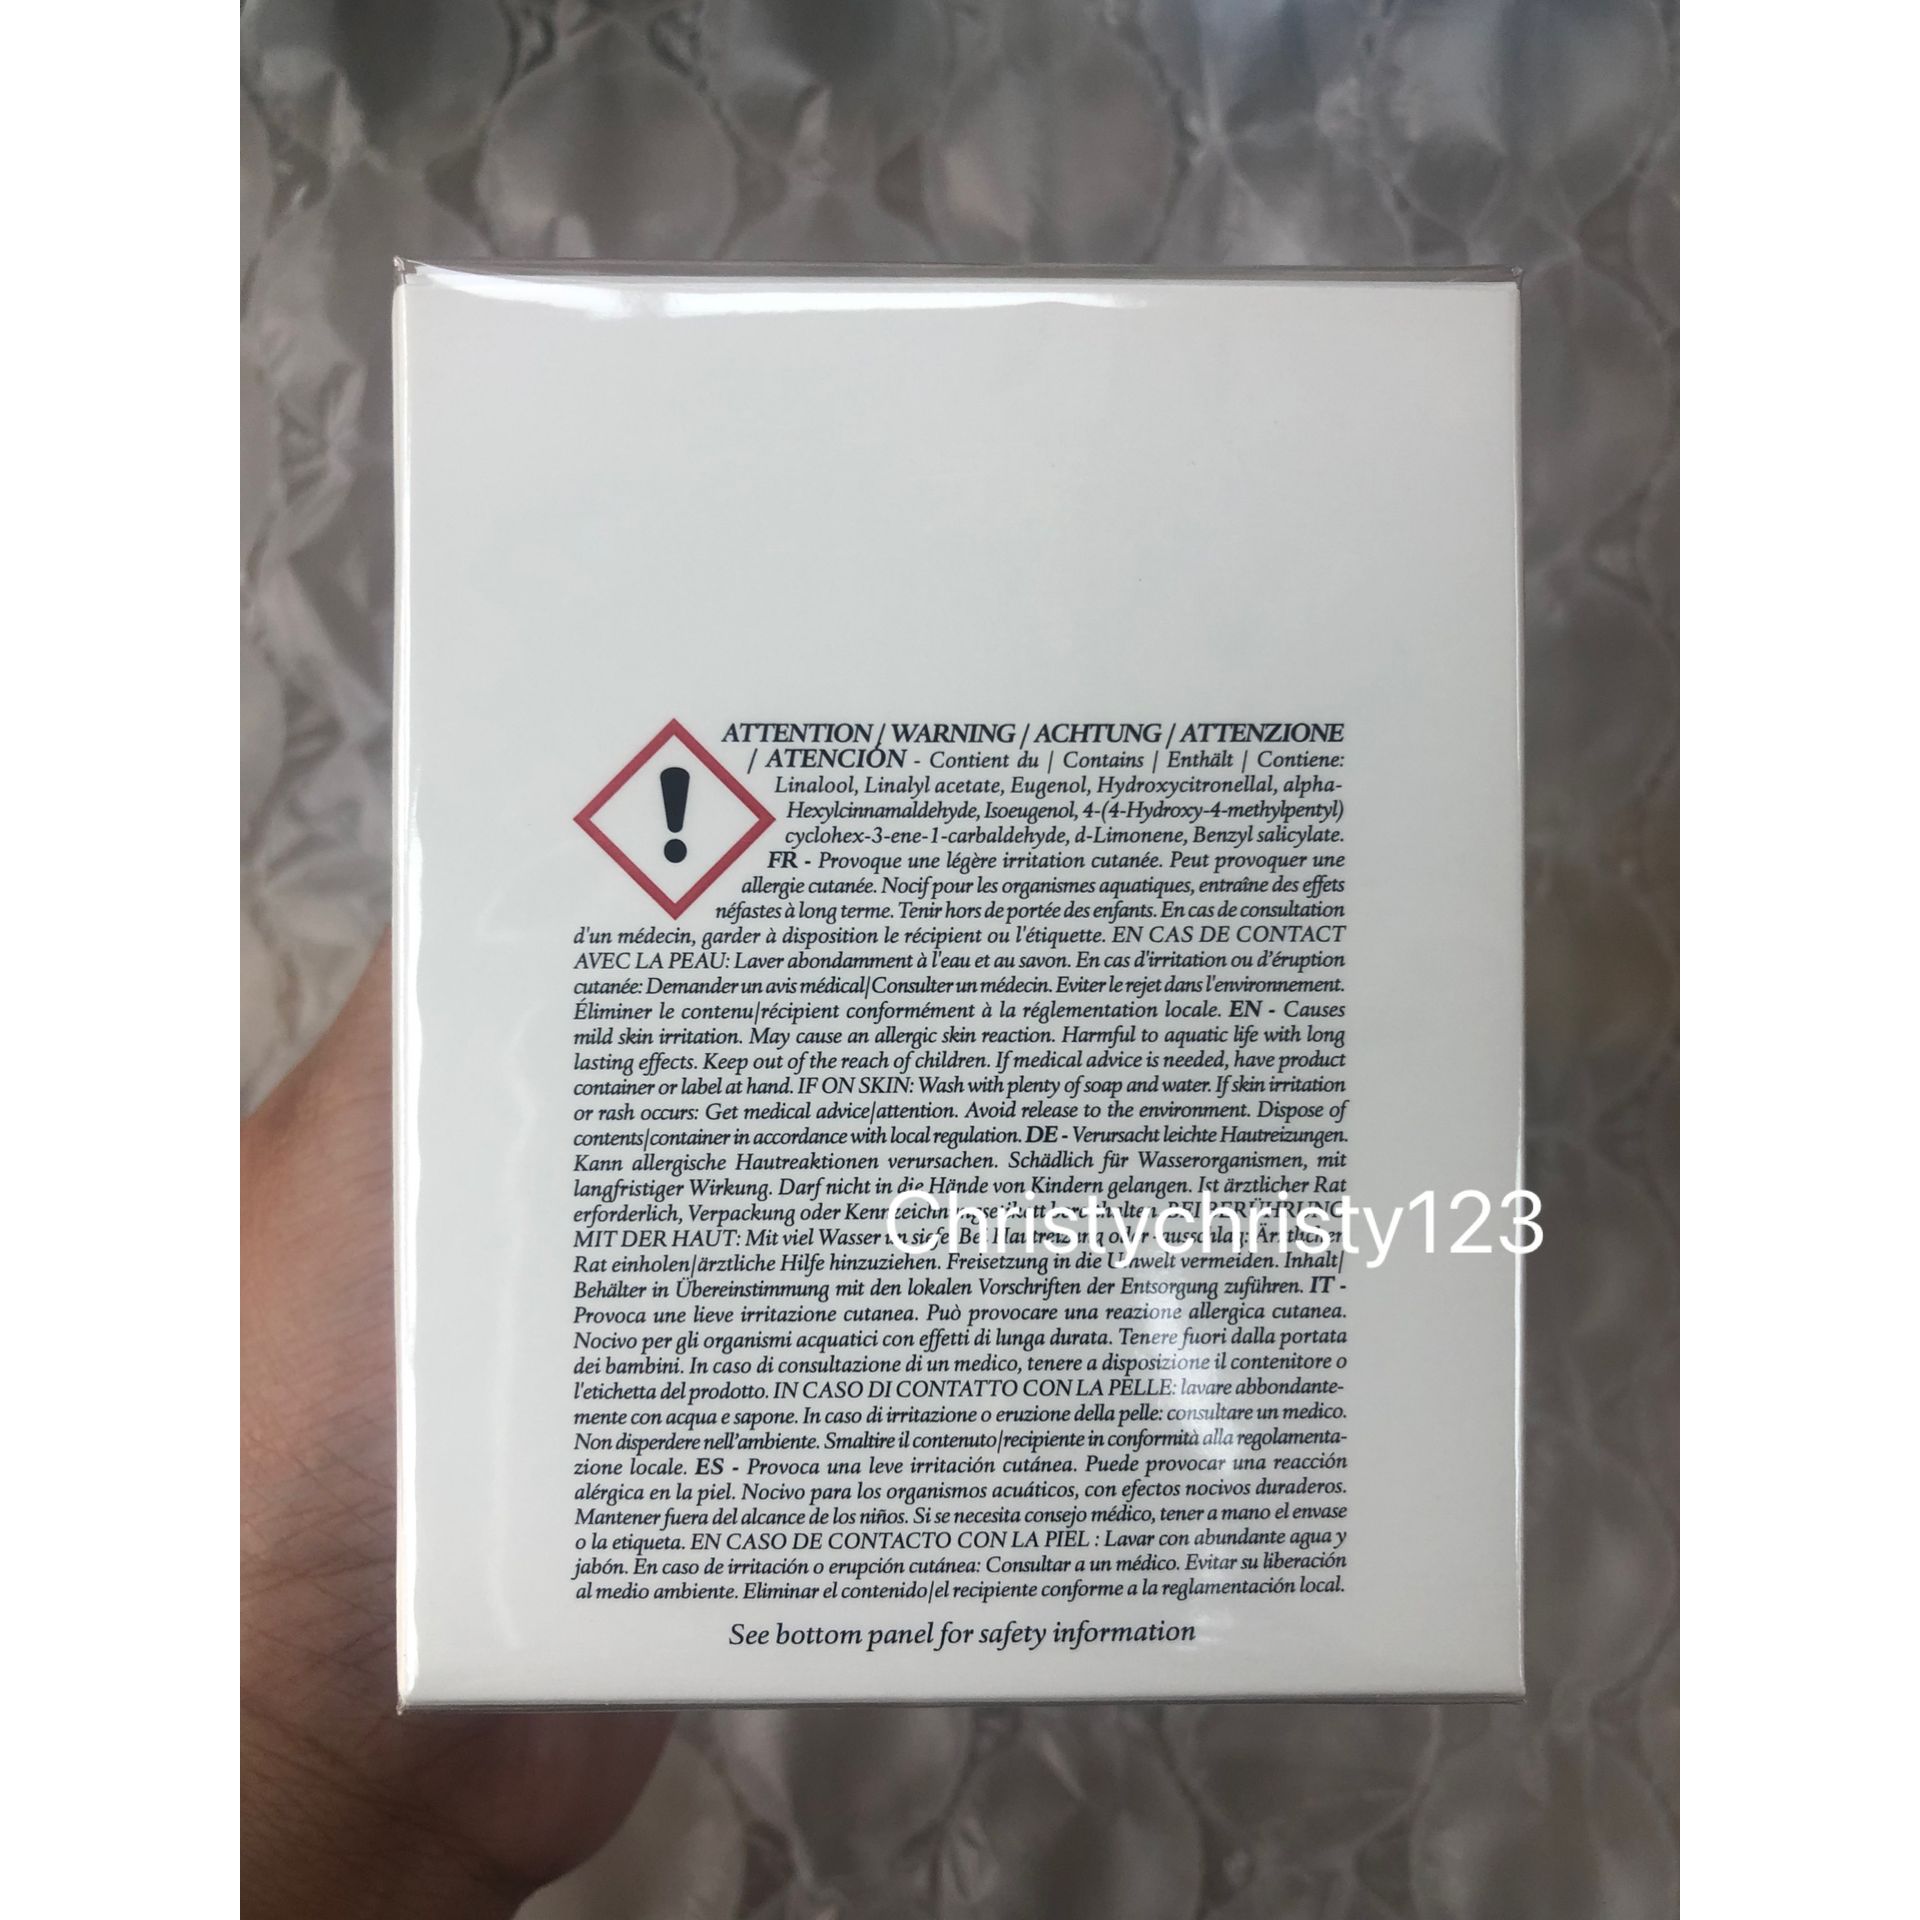 ATTENTION / WARNING / ACHTUNG / ATTENZIONE
/ ATENCIÓN - Contient du | Contains | Enthält | Contiene:
Linalool, Linalyl acetate, Eugenol, Hydroxycitronellal, alpha-
Hexylcinnamaldehyde, Isoeugenol, 4-(4-Hydroxy-4-methylpentyl)
cyclohex-3-ene-1-carbaldehyde, d-Limonene, Benzyl salicylate.
FR - Provoque une légère irritation cutanée. Peut provoquer une
allergie cutanée. Nocif pour les organismes aquatiques, entraîne des effets
néfastes à long terme. Tenir hors de portée des enfants. En cas de consultation
d'un médecin, garder à disposition le récipient ou l'étiquette. EN CAS DE CONTACT
AVEC LA PEAU: Laver abondamment à l'eau et au savon. En cas d'irritation ou d'éruption
cutanée: Demander un avis médical|Consulter un médecin. Eviter le rejet dans l'environnement.
Éliminer le contenu|récipient conformément à la réglementation locale. EN - Causes
mild skin irritation. May cause an allergic skin reaction. Harmful to aquatic life with long
lasting effects. Keep out of the reach of children. If medical advice is needed, have product
container or label at hand. IF ON SKIN: Wash with plenty of soap and water. If skin irritation
or rash occurs: Get medical advice|attention. Avoid release to the environment. Dispose of
contents|container in accordance with local regulation. DE - Verursacht leichte Hautreizungen.
Kann allergische Hautreaktionen verursachen. Schädlich für Wasserorganismen, mit
langfristiger Wirkung. Darf nicht in die Hände von Kindern gelangen. Ist ärztlicher Rat
erforderlich, Verpackung oder Kennzeichnungsetikett bereithalten. BEI BERÜHRUNG
Christychristy123
MIT DER HAUT: Mit viel Wasser Bei Hautreizung oder -ausschlag: Ärztlichen
Rat einholen|ärztliche Hilfe hinzuziehen. Freisetzung in die Umwelt vermeiden. Inhalt|
Behälter in Übereinstimmung mit den lokalen Vorschriften der Entsorgung zuführen. IT -
Provoca une lieve irritazione cutanea. Può provocare una reazione allergica cutanea.
Nocivo per gli organismi acquatici con effetti di lunga durata. Tenere fuori dalla portata
dei bambini. In caso di consultazione di un medico, tenere a disposizione il contenitore o
l'etichetta del prodotto. IN CASO DI CONTATTO CON LA PELLE: lavare abbondante-
mente con acqua e sapone. In caso di irritazione o eruzione della pelle: consultare un medico.
Non disperdere nell'ambiente. Smaltire il contenuto|recipiente in conformità alla regolamenta-
zione locale. ES - Provoca una leve irritación cutánea. Puede provocar una reacción
alérgica en la piel. Nocivo para los organismos acuáticos, con efectos nocivos duraderos.
Mantener fuera del alcance de los niños. Si se necesita consejo médico, tener a mano el envase
o la etiqueta. EN CASO DE CONTACTO CON LA PIEL : Lavar con abundante agua y
jabón. En caso de irritación o erupción cutánea: Consultar a un médico. Evitar su liberación
al medio ambiente. Eliminar el contenido|el recipiente conforme a la reglamentación local.
See bottom panel for safety information